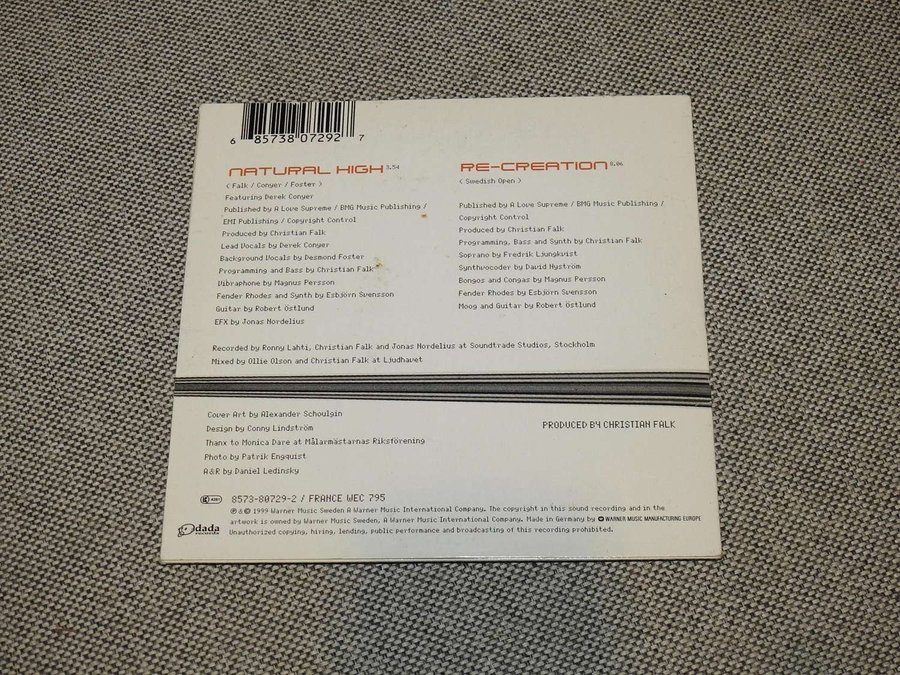 6 85738 07292 7
NATURAL HIGH 3.54
( Falk / Conyer / Foster )
Featuring Derek Conyer
Published by A Love Supreme / BMG Music Publishing /
EMI Publishing / Copyright Control
Produced by Christian Falk
Lead Vocals by Derek Conyer
Background Vocals by Desmond Foster
Programming and Bass by Christian Falk
Vibraphone by Magnus Persson
Fender Rhodes and Synth by Esbjörn Svensson
Guitar by Robert Östlund
EFX by Jonas Nordelius
RE-CREATION 8.06
( Swedish Open )
Published by A Love Supreme / BMG Music Publishing /
Copyright Control
Produced by Christian Falk
Programming, Bass and Synth by Christian Falk
Soprano by Fredrik Ljungkvist
Synthvocoder by David Nyström
Bongos and Congas by Magnus Persson
Fender Rhodes by Esbjörn Svensson
Moog and Guitar by Robert Östlund
Recorded by Ronny Lahti, Christian Falk and Jonas Nordelius at Soundtrade Studios, Stockholm
Mixed by Ollie Olson and Christian Falk at Ljudhavet
Cover Art by Alexander Schoulgin
Design by Conny Lindström
Thanx to Monica Dare at Målarmästarnas Riksförening
Photo by Patrik Engquist
A&R by Daniel Ledinsky
PRODUCED BY CHRISTIAN FALK
8573-80729-2 / FRANCE WEC 795
℗ & © 1999 Warner Music Sweden A Warner Music International Company. The copyright in this sound recording and in the
artwork is owned by Warner Music Sweden, A Warner Music International Company. Made in Germany by WARNER MUSIC MANUFACTURING EUROPE
Unauthorized copying, hiring, lending, public performance and broadcasting of this recording prohibited.
dada